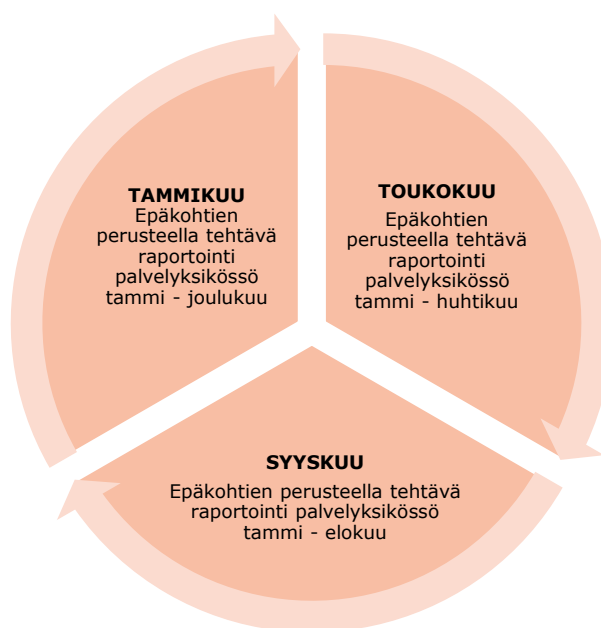 TAMMIKUU
Epäkohtien
perusteella tehtävä
raportointi
palvelyksikössö
tammi - joulukuu
TOUKOKUU
Epäkohtien
perusteella tehtävä
raportointi
palvelyksikössö
tammi - huhtikuu
SYYSKUU
Epäkohtien perusteella tehtävä
raportointi palvelyksikössö
tammi - elokuu